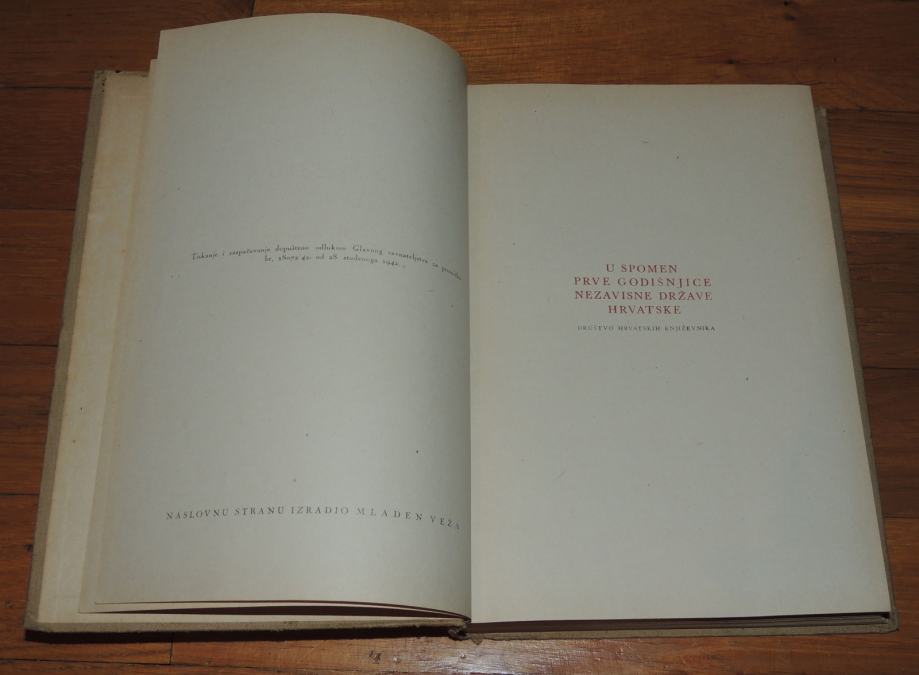 Tiskanje i raspačavanje dopušteno odlukom Glavnog ravnateljstva za promičbu
br. 18072/42. od 28. studenoga 1942.
NASLOVNU STRANU IZRADIO MLADEN VEŽA
U SPOMEN
PRVE GODIŠNJICE
NEZAVISNE DRŽAVE
HRVATSKE
DRUŠTVO HRVATSKIH KNJIŽEVNIKA